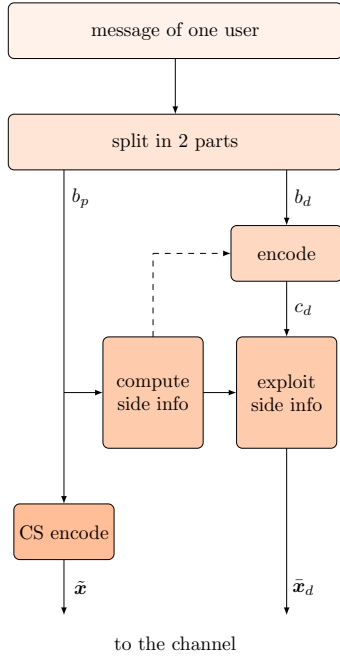 message of one user
split in 2 parts
b_p
b_d
encode
c_d
compute
side info
exploit
side info
CS encode
x̃
x̄_d
to the channel